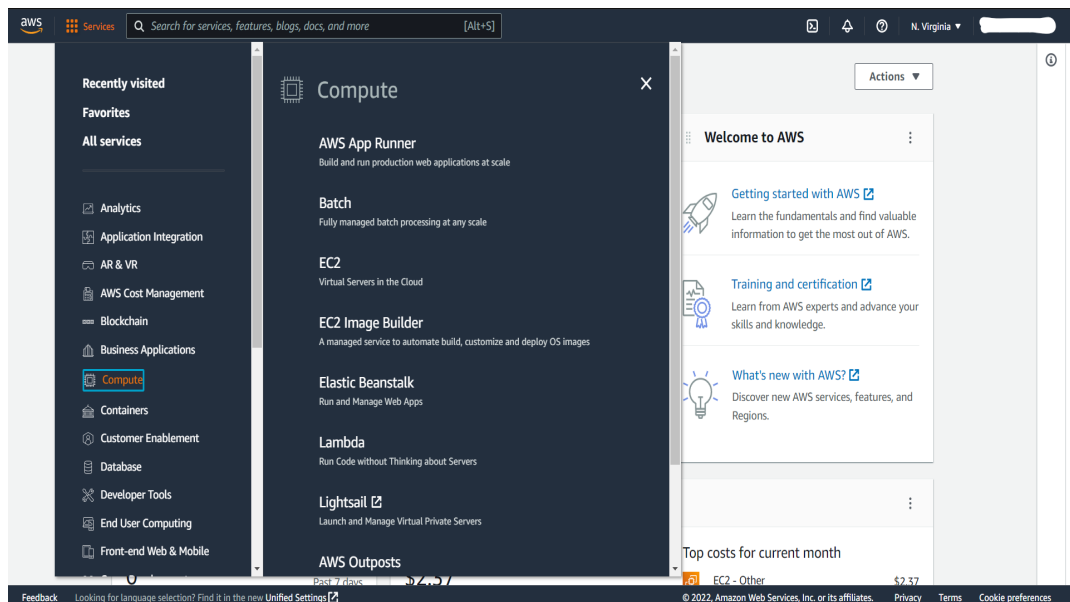 aws
Services
Search for services, features, blogs, docs, and more
[Alt+S]
N. Virginia ▼
Recently visited
Favorites
All services
Analytics
Application Integration
AR & VR
AWS Cost Management
Blockchain
Business Applications
Compute
Containers
Customer Enablement
Database
Developer Tools
End User Computing
Front-end Web & Mobile
Compute
AWS App Runner
Build and run production web applications at scale
Batch
Fully managed batch processing at any scale
EC2
Virtual Servers in the Cloud
EC2 Image Builder
A managed service to automate build, customize and deploy OS images
Elastic Beanstalk
Run and Manage Web Apps
Lambda
Run Code without Thinking about Servers
Lightsail
Launch and Manage Virtual Private Servers
AWS Outposts
Actions ▼
Welcome to AWS
Getting started with AWS
Learn the fundamentals and find valuable
information to get the most out of AWS.
Training and certification
Learn from AWS experts and advance your
skills and knowledge.
What's new with AWS?
Discover new AWS services, features, and
Regions.
Top costs for current month
EC2 - Other
$2.37
Past 7 days
$2.37
Feedback
Looking for language selection? Find it in the new Unified Settings
© 2022, Amazon Web Services, Inc. or its affiliates.
Privacy
Terms
Cookie preferences